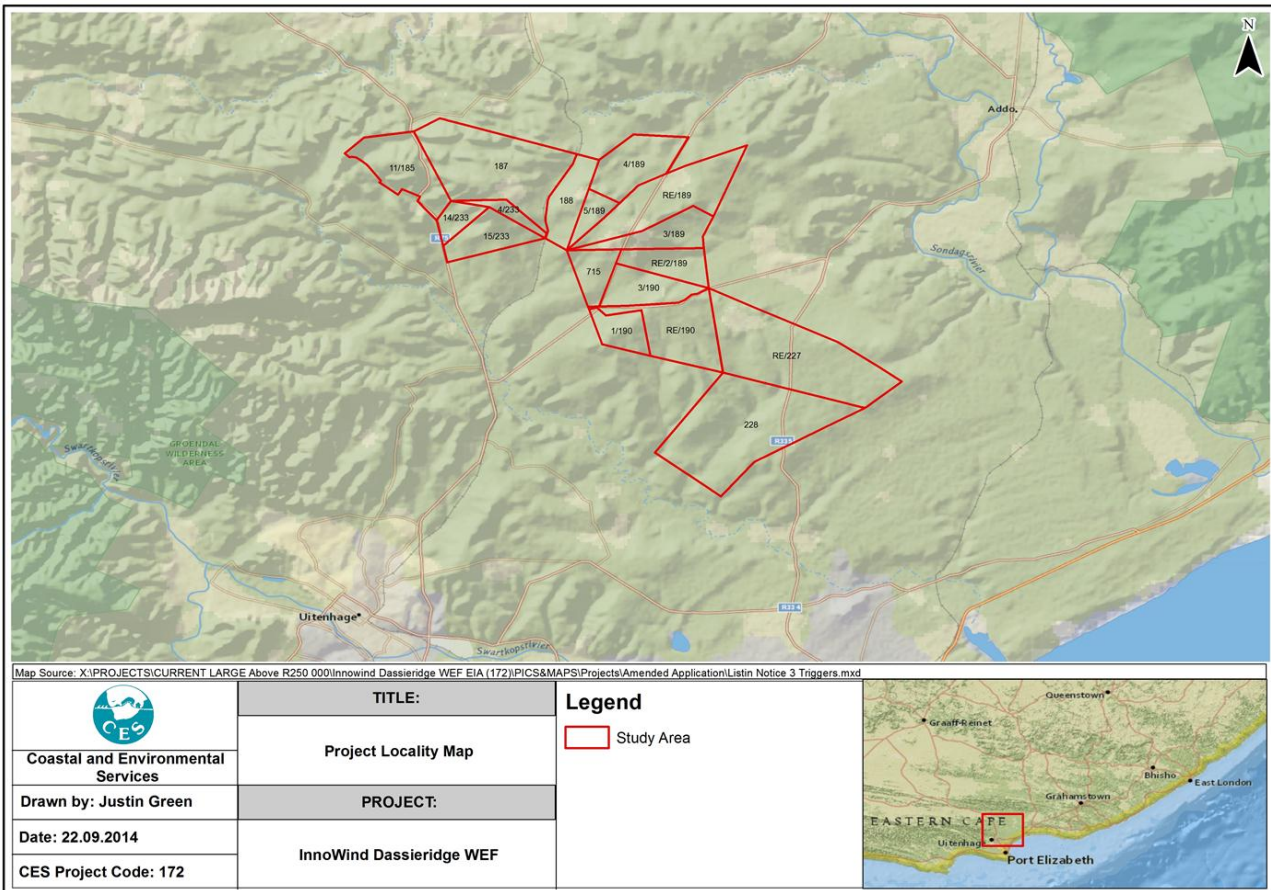 N
Addo.
11/185
187
4/189
188
RE/189
5/189
14/233
4/233
15/233
3/189
Sondagsrivier
715
RE/2/189
3/190
1/190
RE/190
RE/227
228
R335
GROENDAL
WILDERNESS
AREA
Swartkopsrivier
R334
Uitenhage
Swartkopsrivier
Map Source: X:\PROJECTS\CURRENT LARGE Above R250 000\Innowind Dassieridge WEF EIA (172)\PICS&MAPS\Projects\Amended Application\Listin Notice 3 Triggers.mxd
CES
Coastal and Environmental
Services
Drawn by: Justin Green
Date: 22.09.2014
CES Project Code: 172
TITLE:
Project Locality Map
PROJECT:
InnoWind Dassieridge WEF
Legend
Study Area
Queenstown
Graaff-Reinet
Bhisho
East London
Grahamstown
EASTERN CAPE
Uitenhage
Port Elizabeth